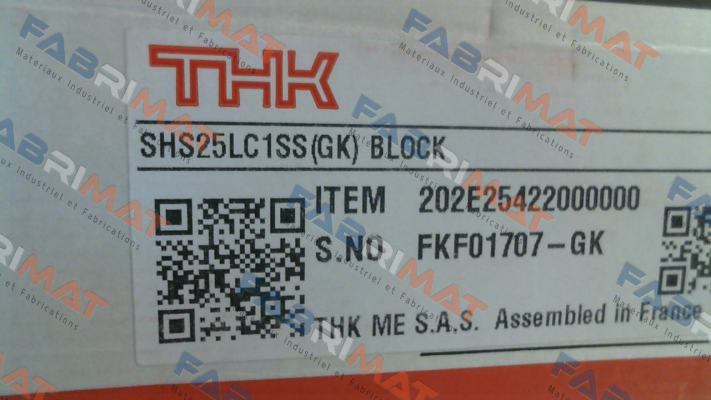 THK
SHS25LC1SS(GK) BLOCK
ITEM 202E25422000000
S.NO. FKF01707-GK
THK ME S.A.S. Assembled in France
FABRIMAT
Materiaux Industriel et Fabrications